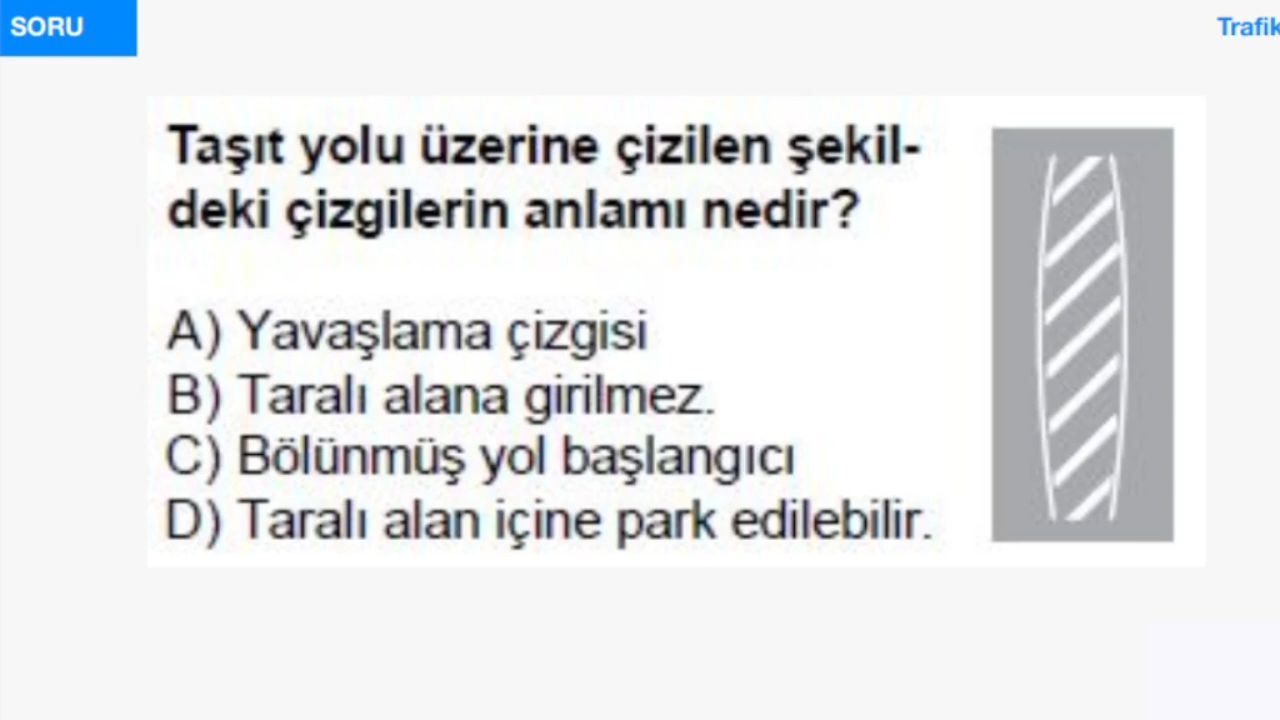 SORU
Trafik
Taşıt yolu üzerine çizilen şekil-
deki çizgilerin anlamı nedir?
A) Yavaşlama çizgisi
B) Taralı alana girilmez.
C) Bölünmüş yol başlangıcı
D) Taralı alan içine park edilebilir.